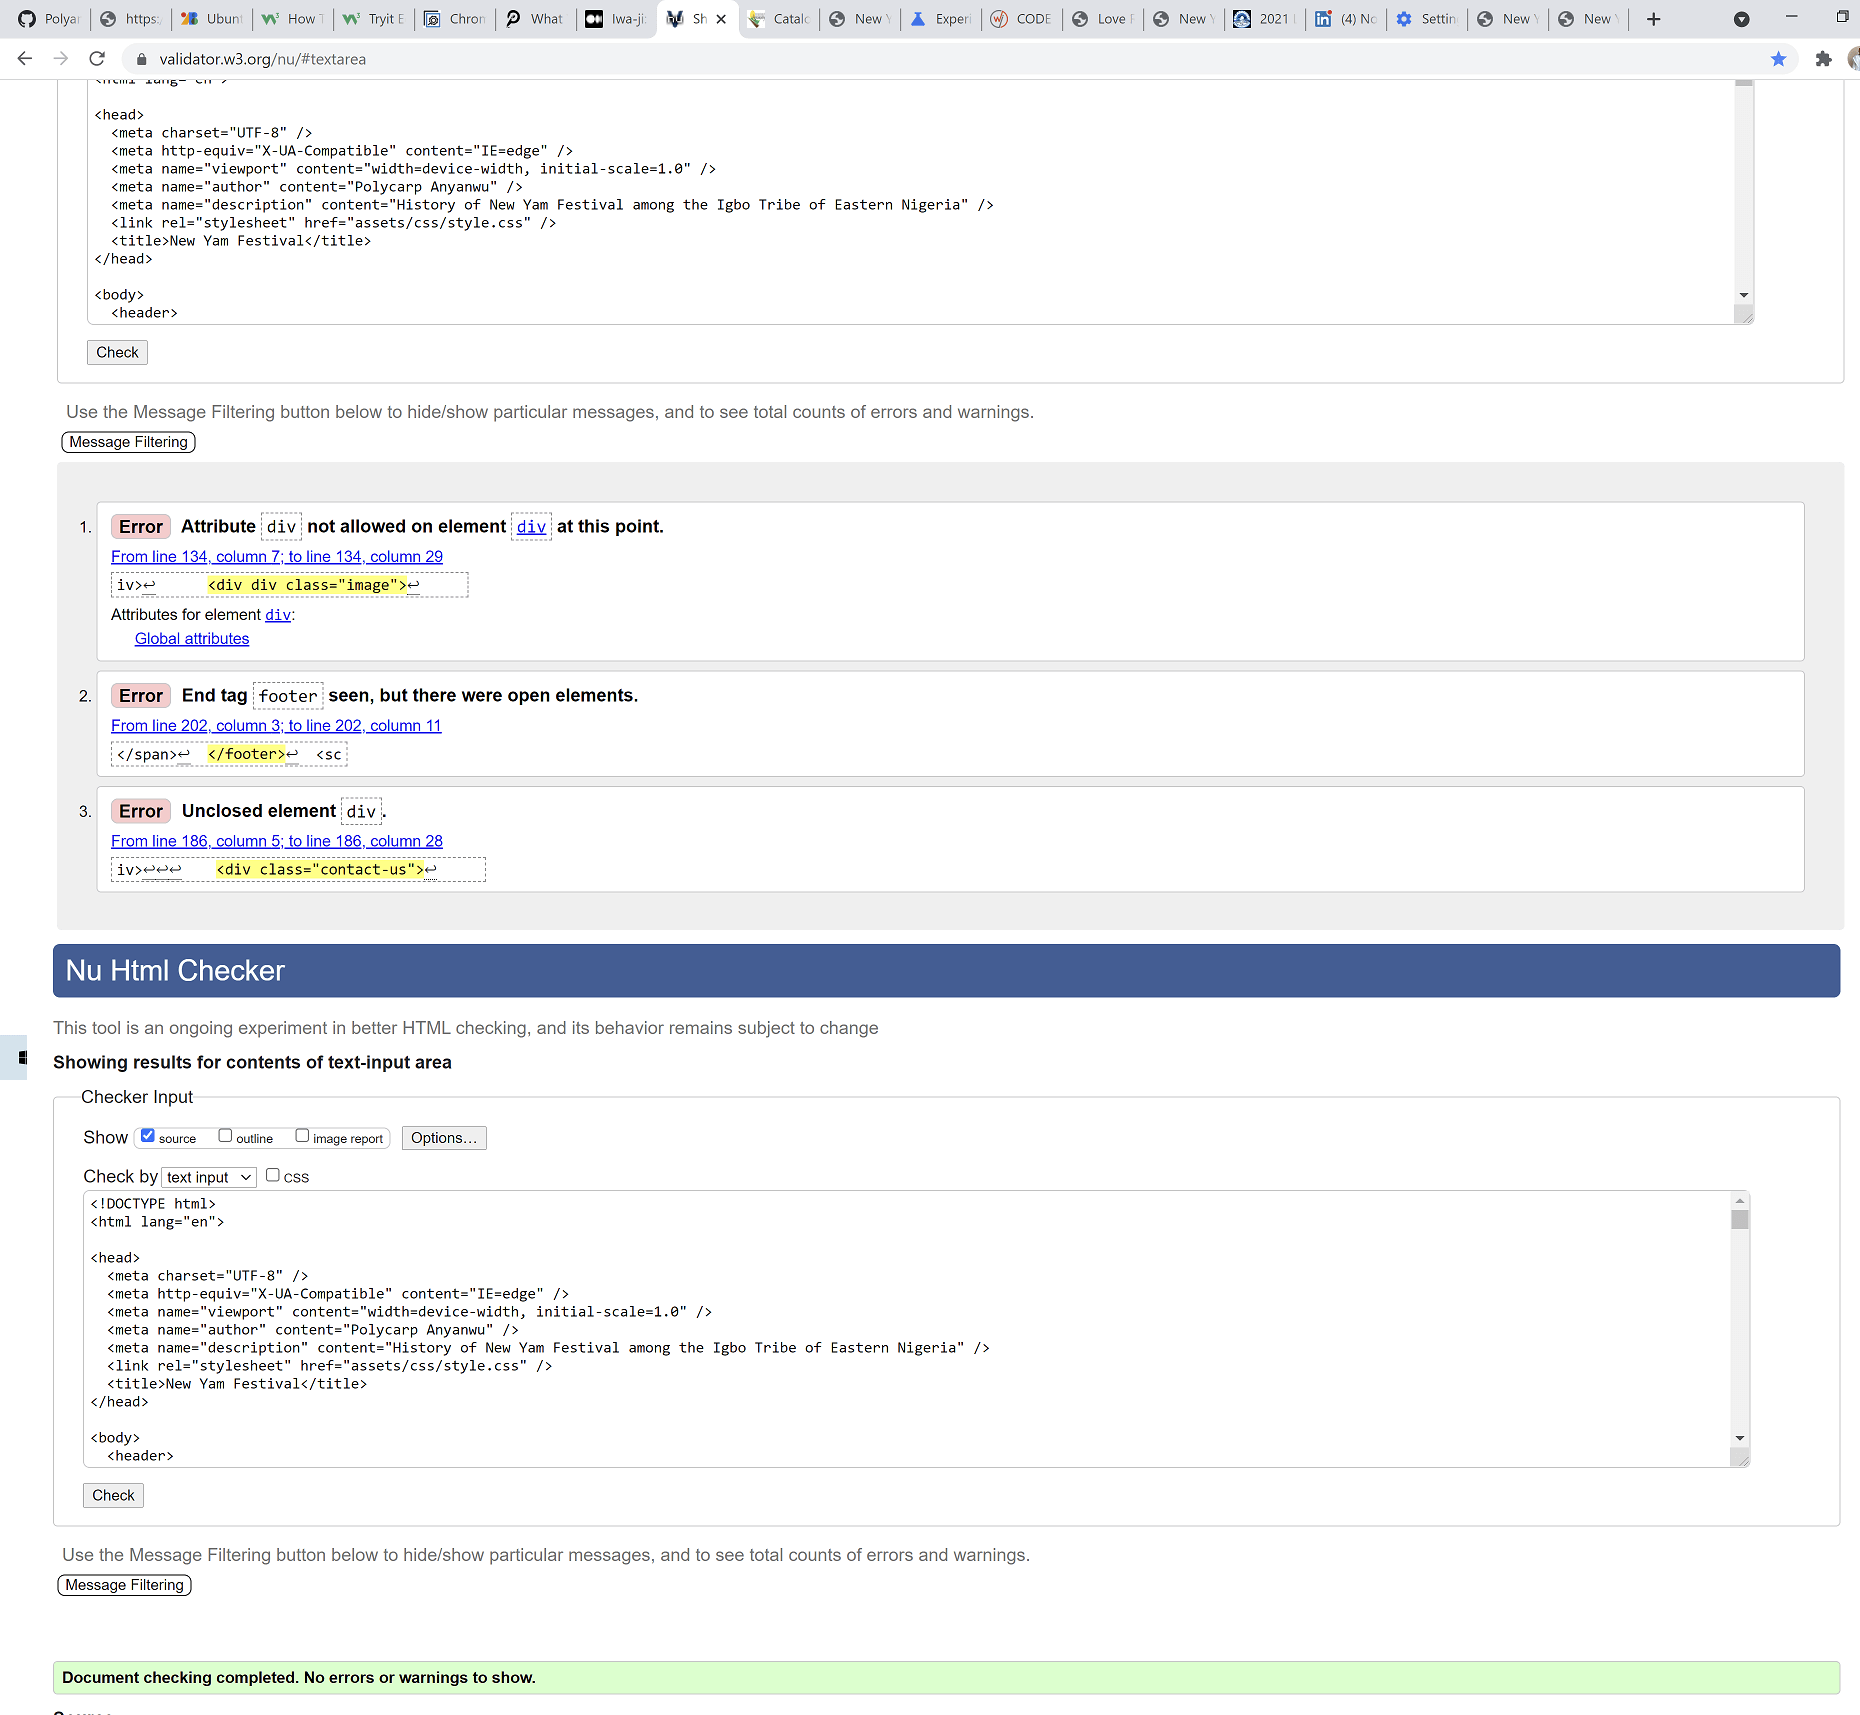 Polyar https: Ubunt How T Tryit E Chron What Iwa-ji: Sh Catalo New Y Experi CODE Love F New Y 2021 (4) No Settin New Y New Y
validator.w3.org/nu/#textarea
<html lang="en">
<head>
<meta charset="UTF-8" />
<meta http-equiv="X-UA-Compatible" content="IE=edge" />
<meta name="viewport" content="width=device-width, initial-scale=1.0" />
<meta name="author" content="Polycarp Anyanwu" />
<meta name="description" content="History of New Yam Festival among the Igbo Tribe of Eastern Nigeria" />
<link rel="stylesheet" href="assets/css/style.css" />
<title>New Yam Festival</title>
</head>
<body>
<header>
Check
Use the Message Filtering button below to hide/show particular messages, and to see total counts of errors and warnings.
Message Filtering
1. Error Attribute div not allowed on element div at this point.
From line 134, column 7; to line 134, column 29
iv>↩ <div div class="image">↩
Attributes for element div:
Global attributes
2. Error End tag footer seen, but there were open elements.
From line 202, column 3; to line 202, column 11
</span>↩ </footer>↩ <sc
3. Error Unclosed element div.
From line 186, column 5; to line 186, column 28
iv>↩↩↩ <div class="contact-us">↩
Nu Html Checker
This tool is an ongoing experiment in better HTML checking, and its behavior remains subject to change
Showing results for contents of text-input area
Checker Input
Show source outline image report Options...
Check by text input css
<!DOCTYPE html>
<html lang="en">
<head>
<meta charset="UTF-8" />
<meta http-equiv="X-UA-Compatible" content="IE=edge" />
<meta name="viewport" content="width=device-width, initial-scale=1.0" />
<meta name="author" content="Polycarp Anyanwu" />
<meta name="description" content="History of New Yam Festival among the Igbo Tribe of Eastern Nigeria" />
<link rel="stylesheet" href="assets/css/style.css" />
<title>New Yam Festival</title>
</head>
<body>
<header>
Check
Use the Message Filtering button below to hide/show particular messages, and to see total counts of errors and warnings.
Message Filtering
Document checking completed. No errors or warnings to show.